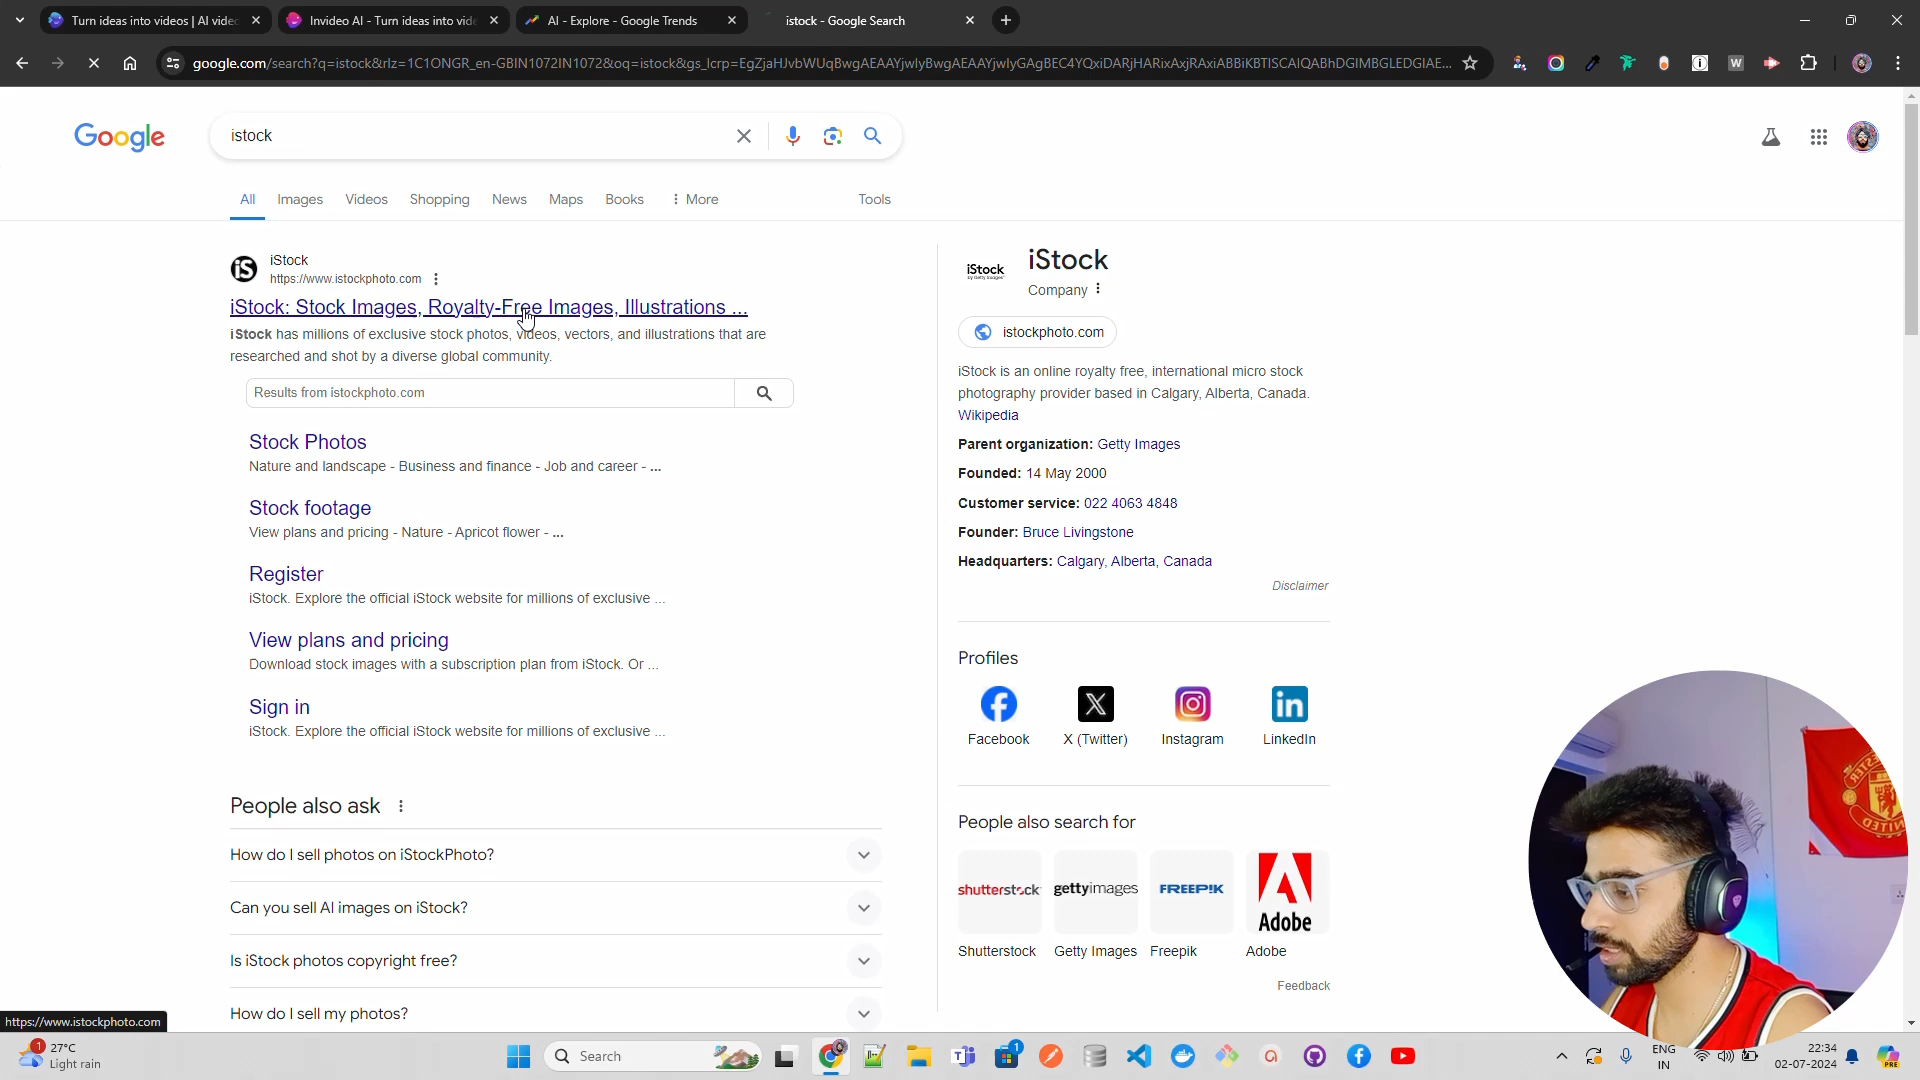 Turn ideas into videos | AI vide
Invideo AI - Turn ideas into vid
AI - Explore - Google Trends
istock - Google Search
google.com/search?q=istock&rlz=1C1ONGR_en-GBIN1072IN1072&oq=istock&gs_lcrp=EgZjaHJvbWUqBwgAEAAYjwIyBwgAEAAYjwIyGAgBEC4YQxiDARjHARixAxjRAxiABBiKBTISCAIQABhDGIMBGLEDGIAE...
Google
istock
All
Images
Videos
Shopping
News
Maps
Books
More
Tools
iS
iStock
https://www.istockphoto.com
iStock: Stock Images, Royalty-Free Images, Illustrations ...
iStock has millions of exclusive stock photos, videos, vectors, and illustrations that are
researched and shot by a diverse global community.
Results from istockphoto.com
Stock Photos
Nature and landscape - Business and finance - Job and career - ...
Stock footage
View plans and pricing - Nature - Apricot flower - ...
Register
iStock. Explore the official iStock website for millions of exclusive ...
View plans and pricing
Download stock images with a subscription plan from iStock. Or ...
Sign in
iStock. Explore the official iStock website for millions of exclusive ...
People also ask
How do I sell photos on iStockPhoto?
Can you sell AI images on iStock?
Is iStock photos copyright free?
How do I sell my photos?
iStock
by Getty Images
iStock
Company
istockphoto.com
iStock is an online royalty free, international micro stock
photography provider based in Calgary, Alberta, Canada.
Wikipedia
Parent organization: Getty Images
Founded: 14 May 2000
Customer service: 022 4063 4848
Founder: Bruce Livingstone
Headquarters: Calgary, Alberta, Canada
Disclaimer
Profiles
Facebook
X (Twitter)
Instagram
LinkedIn
People also search for
shutterstock
gettyimages
FREEPIK
Adobe
Shutterstock
Getty Images
Freepik
Adobe
Feedback
https://www.istockphoto.com
1
27°C
Light rain
Search
1
ENG
IN
22:34
02-07-2024
PRE